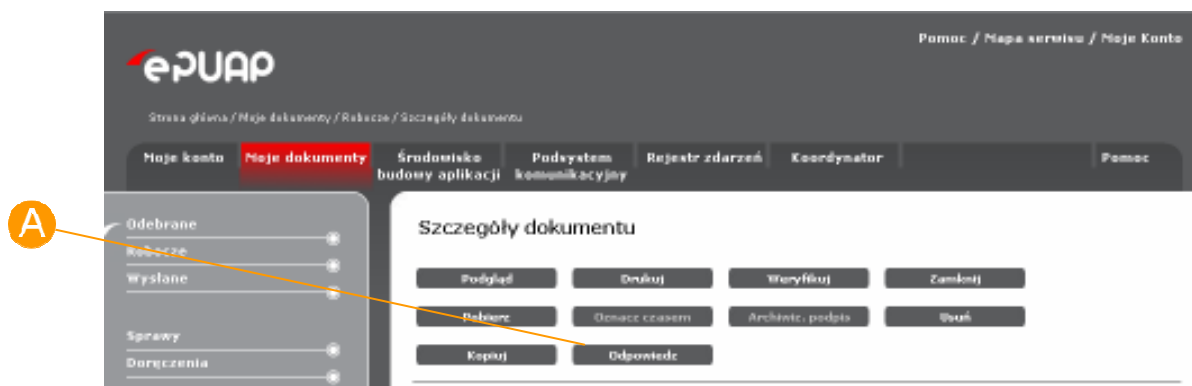 Pomoc / Mapa serwisu / Moje Konto
ePUAP
Strona główna / Moje dokumenty / Robocze / Szczegóły dokumentu
Moje konto Moje dokumenty Środowisko budowy aplikacji Podsystem komunikacyjny Rejestr zdarzeń Koordynator Pomoc
A
Odebrane
Szczegóły dokumentu
Robocze
Wysłane
Podgląd Drukuj Weryfikuj Zamknij
Pobierz Oznacz czasem Archiwiz. podpis Usuń
Sprawy
Kopiuj Odpowiedz
Doręczenia